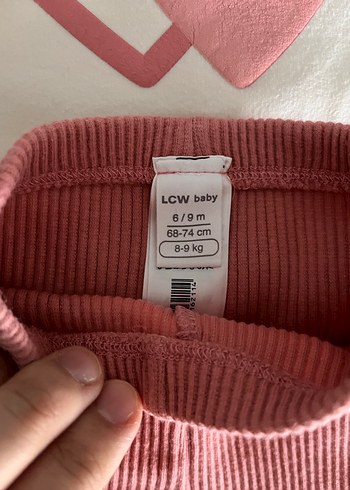 LCW baby
6 / 9 m
68-74 cm
8-9 kg